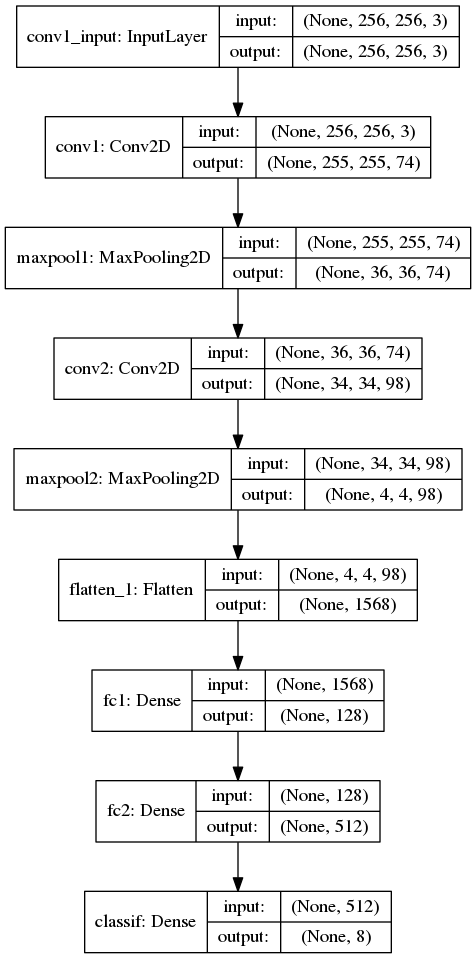 conv1_input: InputLayer
input: (None, 256, 256, 3)
output: (None, 256, 256, 3)
conv1: Conv2D
input: (None, 256, 256, 3)
output: (None, 255, 255, 74)
maxpool1: MaxPooling2D
input: (None, 255, 255, 74)
output: (None, 36, 36, 74)
conv2: Conv2D
input: (None, 36, 36, 74)
output: (None, 34, 34, 98)
maxpool2: MaxPooling2D
input: (None, 34, 34, 98)
output: (None, 4, 4, 98)
flatten_1: Flatten
input: (None, 4, 4, 98)
output: (None, 1568)
fc1: Dense
input: (None, 1568)
output: (None, 128)
fc2: Dense
input: (None, 128)
output: (None, 512)
classif: Dense
input: (None, 512)
output: (None, 8)